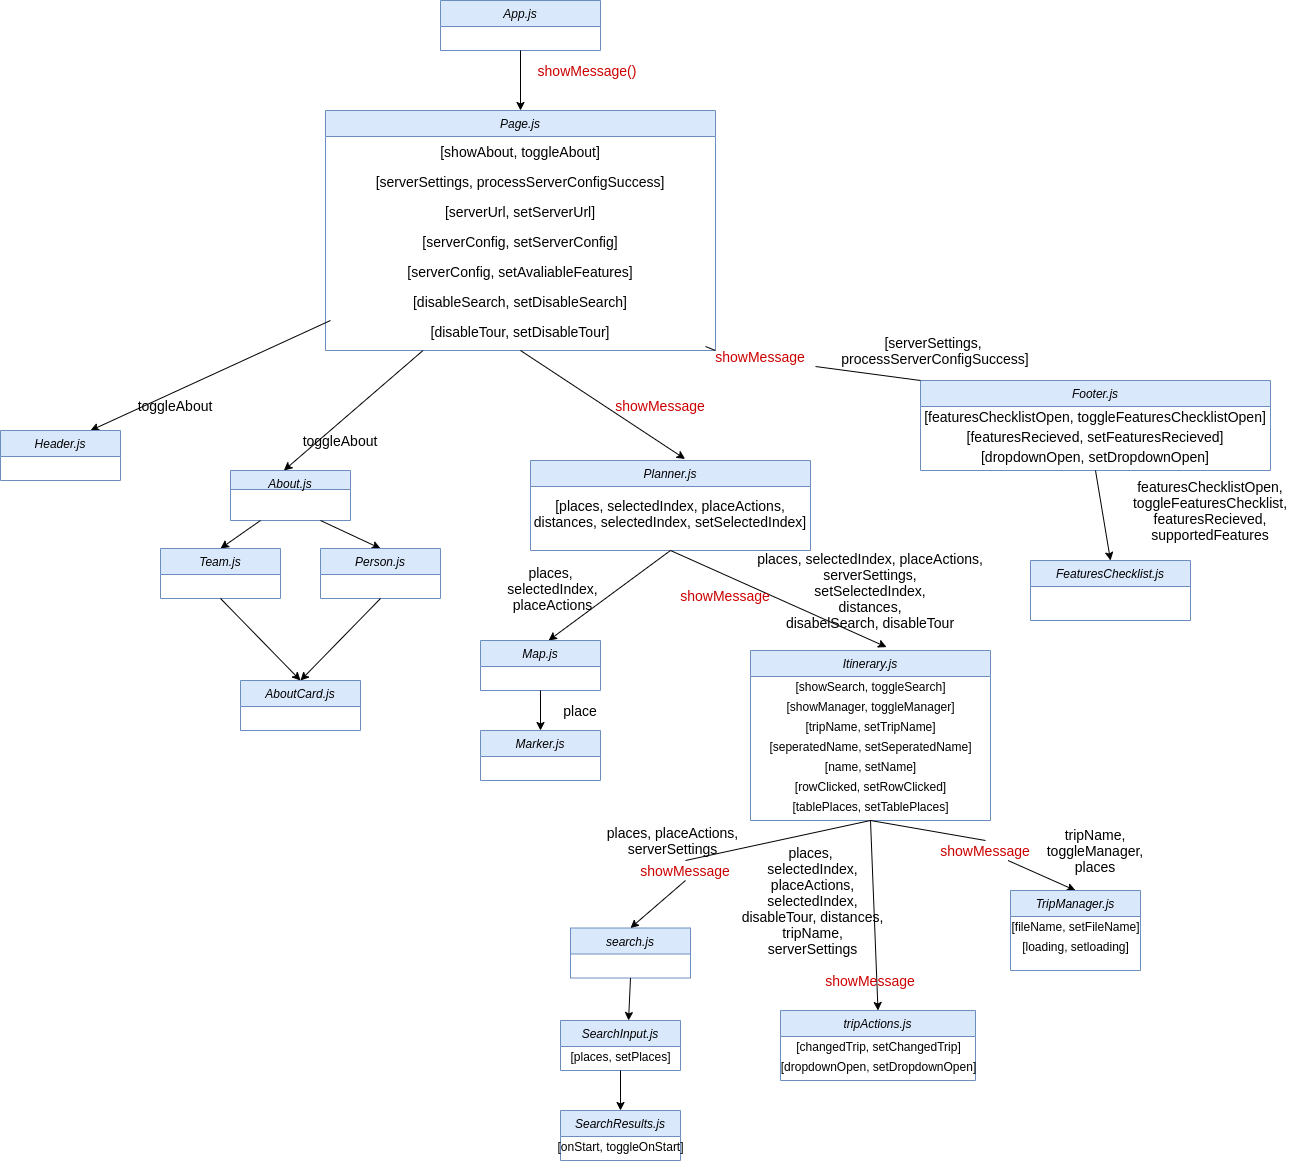 App.js
showMessage()
Page.js
[showAbout, toggleAbout]
[serverSettings, processServerConfigSuccess]
[serverUrl, setServerUrl]
[serverConfig, setServerConfig]
[serverConfig, setAvaliableFeatures]
[disableSearch, setDisableSearch]
[disableTour, setDisableTour]
showMessage
[serverSettings,
processServerConfigSuccess]
toggleAbout
toggleAbout
showMessage
Header.js
About.js
Team.js
Person.js
AboutCard.js
Footer.js
[featuresChecklistOpen, toggleFeaturesChecklistOpen]
[featuresRecieved, setFeaturesRecieved]
[dropdownOpen, setDropdownOpen]
featuresChecklistOpen,
toggleFeaturesChecklist,
featuresRecieved,
supportedFeatures
FeaturesChecklist.js
Planner.js
[places, selectedIndex, placeActions,
distances, selectedIndex, setSelectedIndex]
places,
selectedIndex,
placeActions
showMessage
places, selectedIndex, placeActions,
serverSettings,
setSelectedIndex,
distances,
disabelSearch, disableTour
Map.js
place
Marker.js
Itinerary.js
[showSearch, toggleSearch]
[showManager, toggleManager]
[tripName, setTripName]
[seperatedName, setSeperatedName]
[name, setName]
[rowClicked, setRowClicked]
[tablePlaces, setTablePlaces]
places, placeActions,
serverSettings
showMessage
places,
selectedIndex,
placeActions,
selectedIndex,
disableTour, distances,
tripName,
serverSettings
showMessage
showMessage
tripName,
toggleManager,
places
TripManager.js
[fileName, setFileName]
[loading, setloading]
search.js
SearchInput.js
[places, setPlaces]
SearchResults.js
[onStart, toggleOnStart]
tripActions.js
[changedTrip, setChangedTrip]
[dropdownOpen, setDropdownOpen]